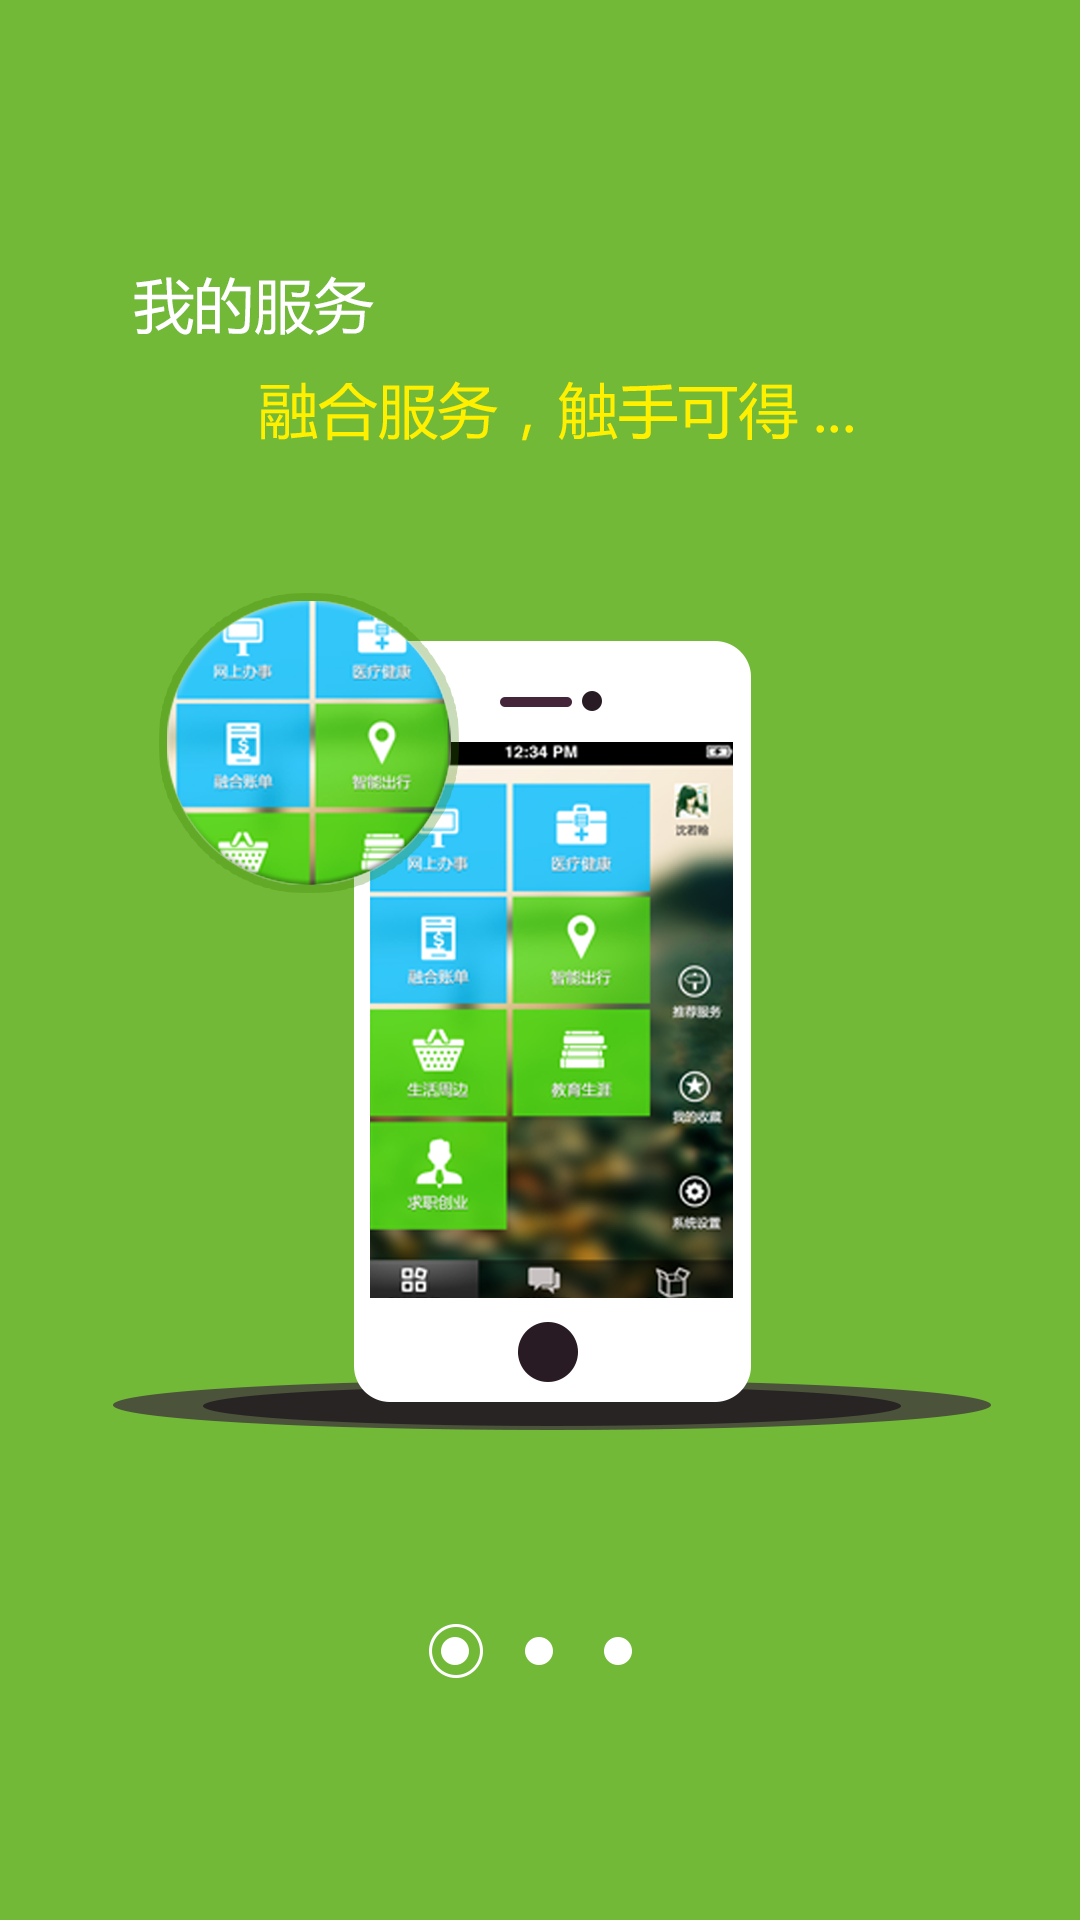 我的服务
融合服务，触手可得...
网上办事 医疗健康
融合账单 智能出行
12:34 PM
沈若翰
网上办事 医疗健康
融合账单 智能出行
推荐服务
生活周边 教育生涯
我的收藏
求职创业
系统设置